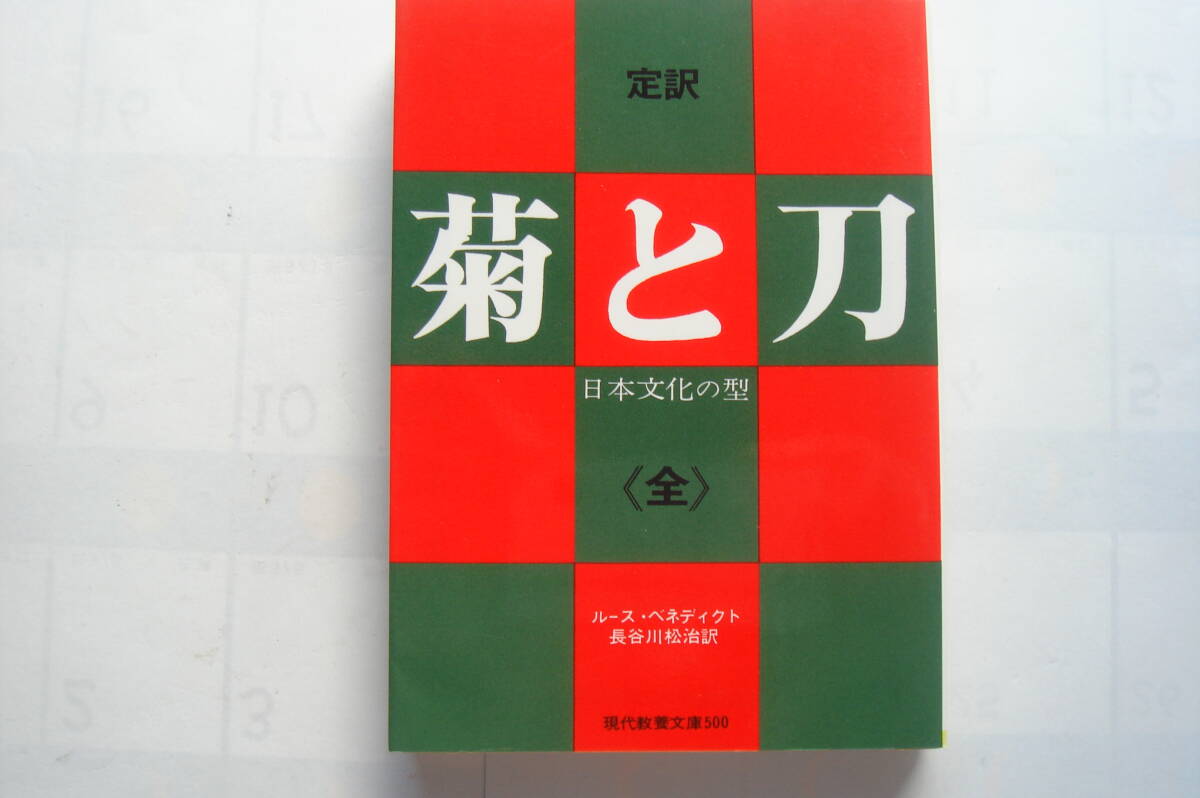 定訳
菊と刀
日本文化の型
《全》
ルース・ベネディクト
長谷川松治訳
現代教養文庫500